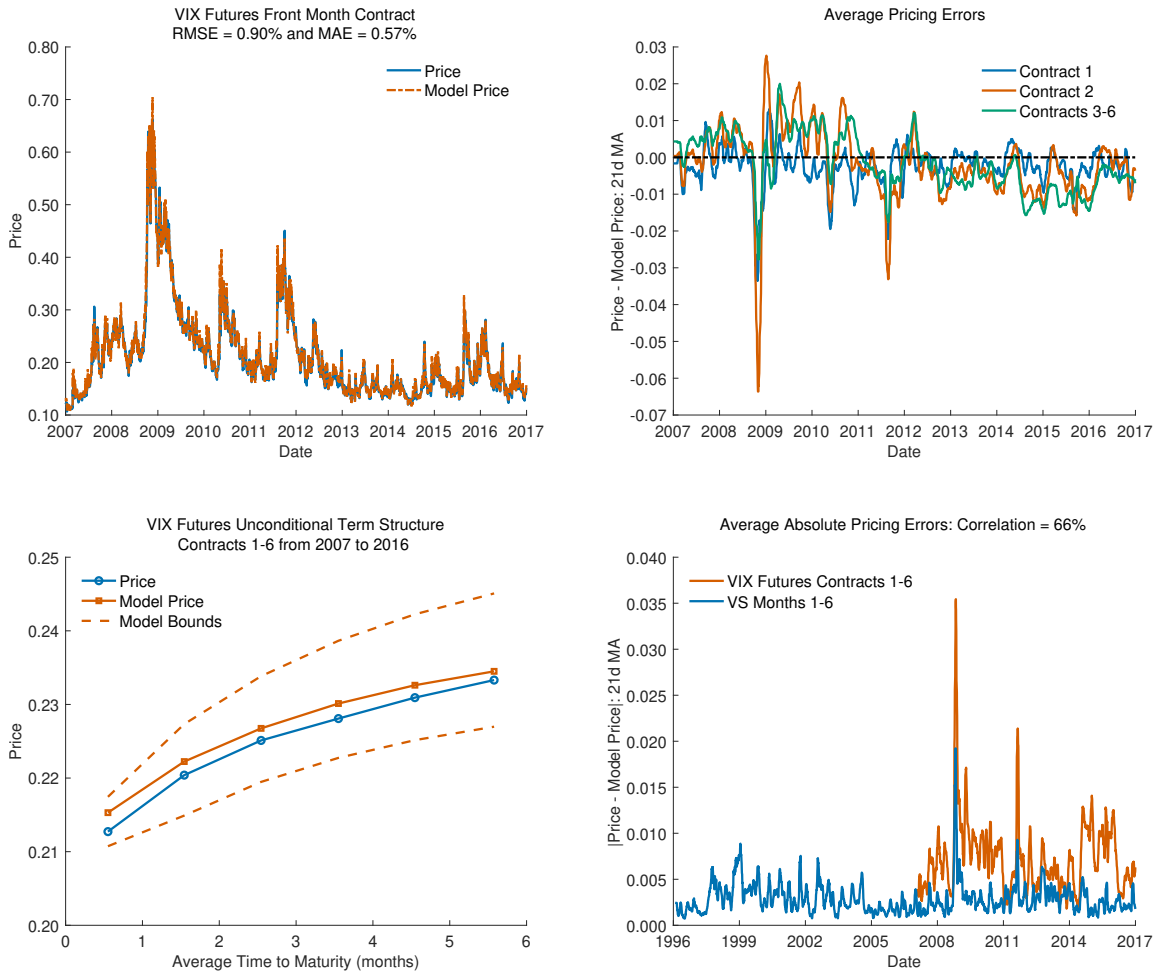 VIX Futures Front Month Contract
RMSE = 0.90% and MAE = 0.57%
0.80
0.70
0.60
0.50
0.40
0.30
0.20
0.10
Price
Price
Model Price
2007 2008 2009 2010 2011 2012 2013 2014 2015 2016 2017
Date
Average Pricing Errors
0.03
0.02
0.01
0.00
-0.01
-0.02
-0.03
-0.04
-0.05
-0.06
-0.07
Price - Model Price: 21d MA
Contract 1
Contract 2
Contracts 3-6
2007 2008 2009 2010 2011 2012 2013 2014 2015 2016 2017
Date
VIX Futures Unconditional Term Structure
Contracts 1-6 from 2007 to 2016
0.25
0.24
0.23
0.22
0.21
0.20
Price
Price
Model Price
Model Bounds
0 1 2 3 4 5 6
Average Time to Maturity (months)
Average Absolute Pricing Errors: Correlation = 66%
0.040
0.035
0.030
0.025
0.020
0.015
0.010
0.005
0.000
|Price - Model Price|: 21d MA
VIX Futures Contracts 1-6
VS Months 1-6
1996 1999 2002 2005 2008 2011 2014 2017
Date